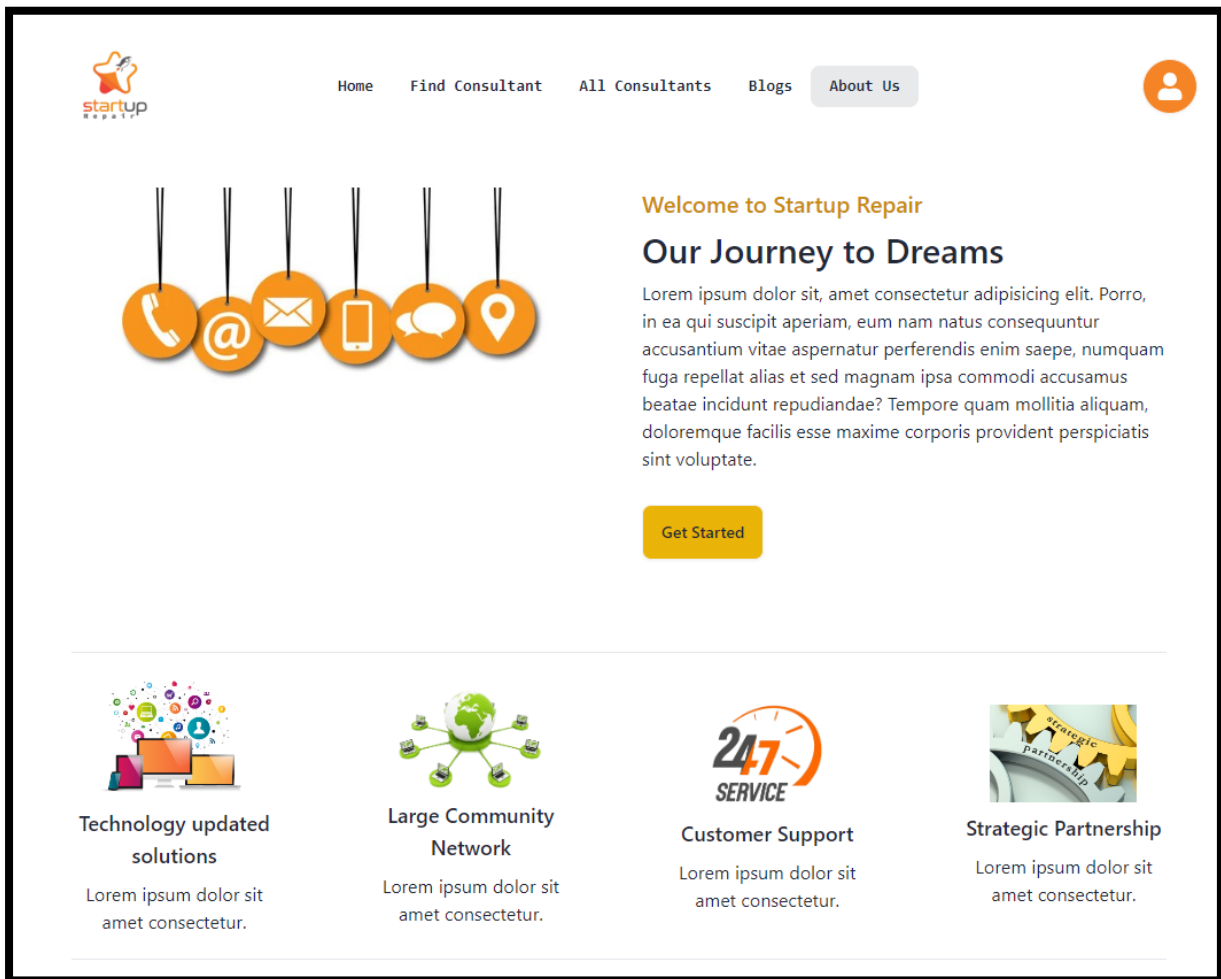 startup
Repair
Home
Find Consultant
All Consultants
Blogs
About Us
@
Welcome to Startup Repair
Our Journey to Dreams
Lorem ipsum dolor sit, amet consectetur adipisicing elit. Porro,
in ea qui suscipit aperiam, eum nam natus consequuntur
accusantium vitae aspernatur perferendis enim saepe, numquam
fuga repellat alias et sed magnam ipsa commodi accusamus
beatae incidunt repudiandae? Tempore quam mollitia aliquam,
doloremque facilis esse maxime corporis provident perspiciatis
sint voluptate.
Get Started
Technology updated
solutions
Lorem ipsum dolor sit
amet consectetur.
Large Community
Network
Lorem ipsum dolor sit
amet consectetur.
24-7
SERVICE
Customer Support
Lorem ipsum dolor sit
amet consectetur.
strategic
partnership
Strategic Partnership
Lorem ipsum dolor sit
amet consectetur.